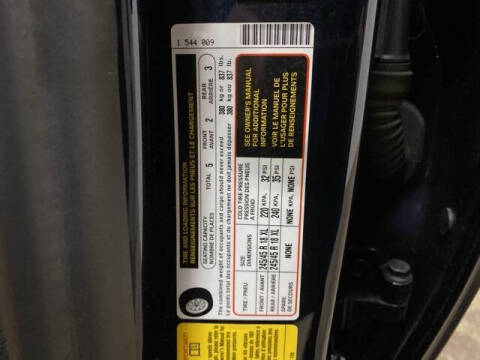 1 544 009
TIRE AND LOADING INFORMATION
RENSEIGNEMENTS SUR LES PNEUS ET LE CHARGEMENT
SEATING CAPACITY
NOMBRE DE PLACES
TOTAL 5
FRONT
AVANT 2
REAR
ARRIÈRE 3
The combined weight of occupants and cargo should never exceed 380 kg or 837 lbs.
Le poids total des occupants et du chargement ne doit jamais dépasser 380 kg ou 837 lb.
TIRE / PNEU SIZE
DIMENSIONS COLD TIRE PRESSURE
PRESSION DES PNEUS
A FROID
FRONT / AVANT 245/45 R 18 XL 220 KPA, 32 PSI
REAR / ARRIÈRE 245/45 R 18 XL 240 KPA, 35 PSI
SPARE
DE SECOURS NONE NONE KPA, NONE PSI
SEE OWNER'S MANUAL
FOR ADDITIONAL
INFORMATION
VOIR LE MANUEL DE
L'USAGER POUR PLUS
DE RENSEIGNEMENTS